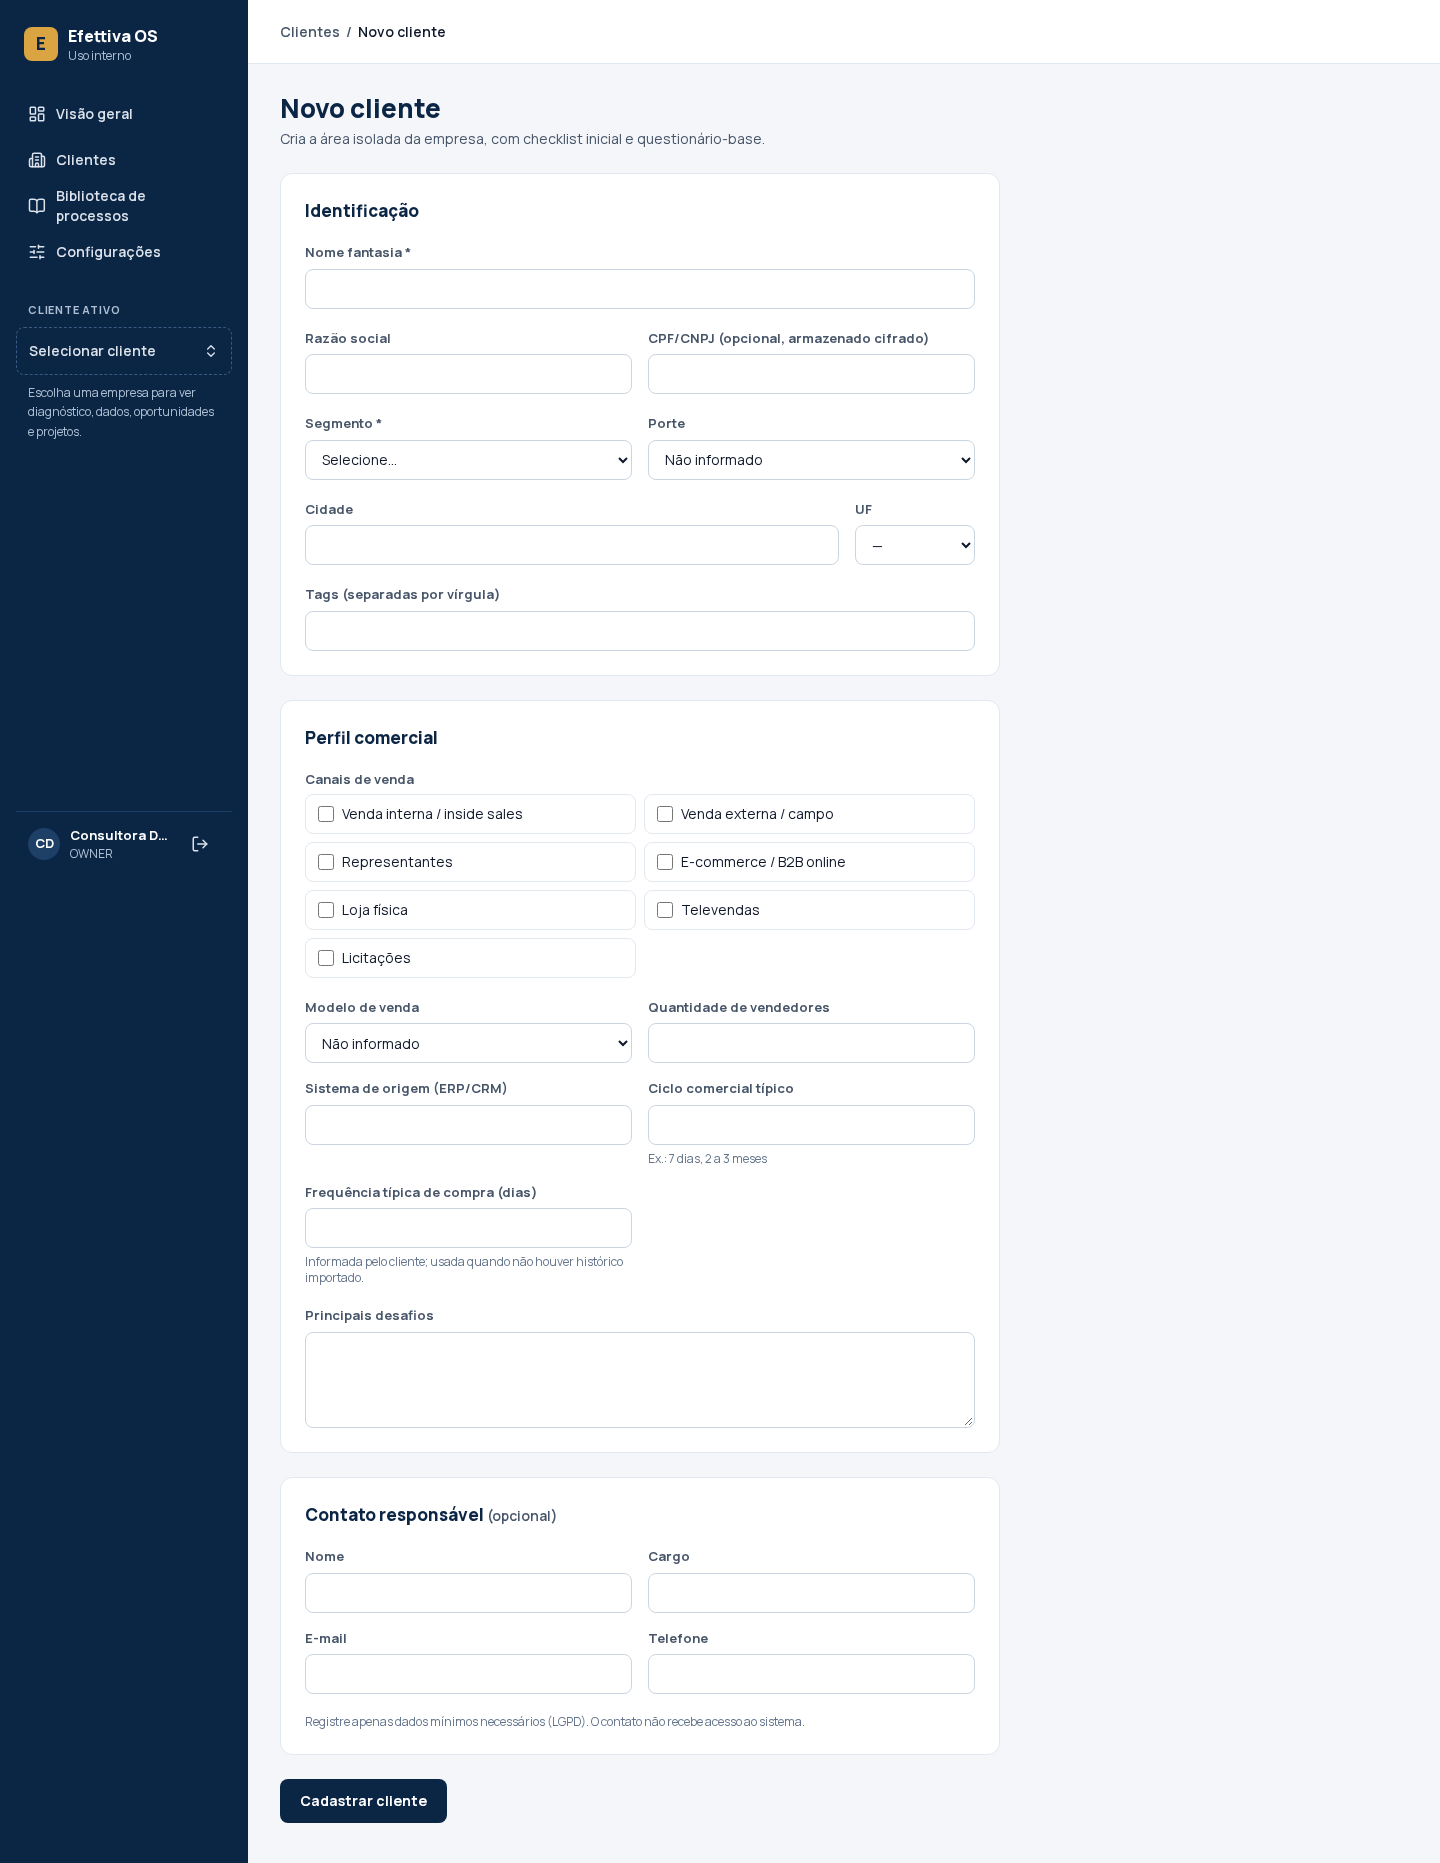 E
Efettiva OS
Uso interno
Visão geral
Clientes
Biblioteca de
processos
Configurações
CLIENTE ATIVO
Selecionar cliente
Escolha uma empresa para ver
diagnóstico, dados, oportunidades
e projetos.
CD
Consultora D...
OWNER
Clientes / Novo cliente
Novo cliente
Cria a área isolada da empresa, com checklist inicial e questionário-base.
Identificação
Nome fantasia *
Razão social
CPF/CNPJ (opcional, armazenado cifrado)
Segmento *
Porte
Selecione...
Não informado
Cidade
UF
—
Tags (separadas por vírgula)
Perfil comercial
Canais de venda
Venda interna / inside sales
Venda externa / campo
Representantes
E-commerce / B2B online
Loja física
Televendas
Licitações
Modelo de venda
Quantidade de vendedores
Não informado
Sistema de origem (ERP/CRM)
Ciclo comercial típico
Ex.: 7 dias, 2 a 3 meses
Frequência típica de compra (dias)
Informada pelo cliente; usada quando não houver histórico
importado.
Principais desafios
Contato responsável (opcional)
Nome
Cargo
E-mail
Telefone
Registre apenas dados mínimos necessários (LGPD). O contato não recebe acesso ao sistema.
Cadastrar cliente